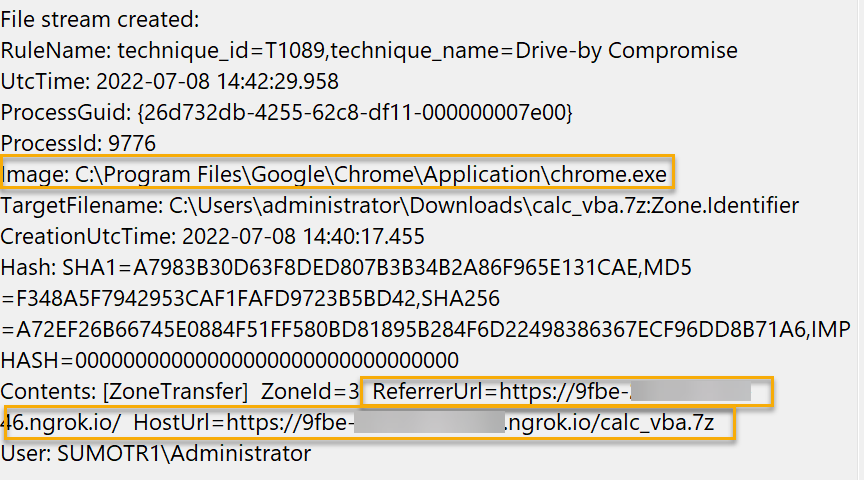 File stream created:
RuleName: technique_id=T1089,technique_name=Drive-by Compromise
UtcTime: 2022-07-08 14:42:29.958
ProcessGuid: {26d732db-4255-62c8-df11-000000007e00}
ProcessId: 9776
Image: C:\Program Files\Google\Chrome\Application\chrome.exe
TargetFilename: C:\Users\administrator\Downloads\calc_vba.7z:Zone.Identifier
CreationUtcTime: 2022-07-08 14:40:17.455
Hash: SHA1=A7983B30D63F8DED807B3B34B2A86F965E131CAE,MD5
=F348A5F7942953CAF1FAFD9723B5BD42,SHA256
=A72EF26B66745E0884F51FF580BD81895B284F6D22498386367ECF96DD8B71A6,IMP
HASH=00000000000000000000000000000000
Contents: [ZoneTransfer]  ZoneId=3  ReferrerUrl=https://9fbe-
46.ngrok.io/  HostUrl=https://9fbe- .ngrok.io/calc_vba.7z
User: SUMOTR1\Administrator